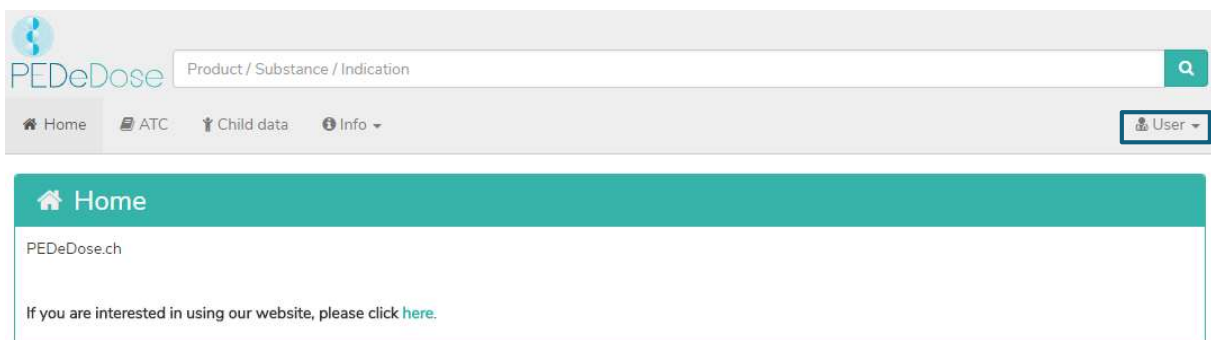 PEDeDose
Product / Substance / Indication
Home ATC Child data Info User
Home
PEDeDose.ch
If you are interested in using our website, please click here.